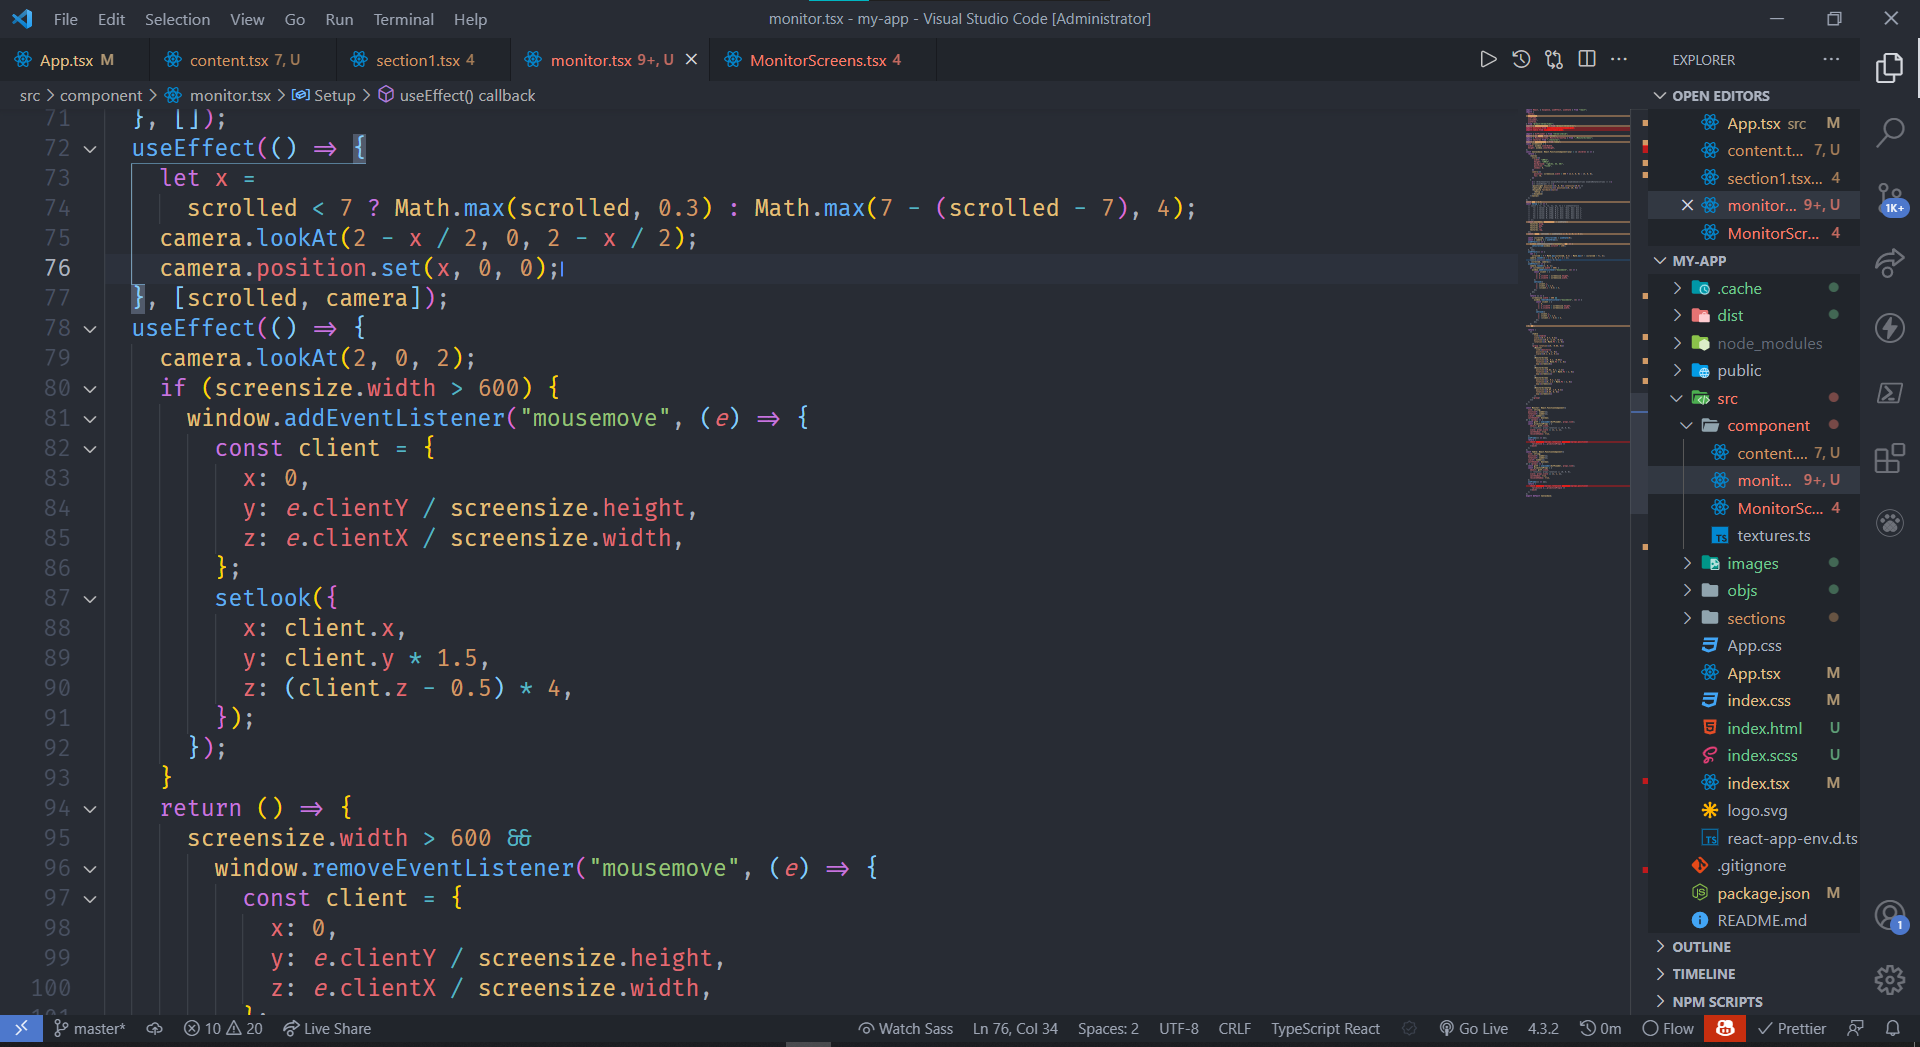 File Edit Selection View Go Run Terminal Help
monitor.tsx - my-app - Visual Studio Code [Administrator]
App.tsx M
content.tsx 7, U
section1.tsx 4
monitor.tsx 9+, U
MonitorScreens.tsx 4
src > component > monitor.tsx > Setup > useEffect() callback
71 }, []);
72 useEffect(() => {
73 let x =
74 scrolled < 7 ? Math.max(scrolled, 0.3) : Math.max(7 - (scrolled - 7), 4);
75 camera.lookAt(2 - x / 2, 0, 2 - x / 2);
76 camera.position.set(x, 0, 0);
77 }, [scrolled, camera]);
78 useEffect(() => {
79 camera.lookAt(2, 0, 2);
80 if (screensize.width > 600) {
81 window.addEventListener("mousemove", (e) => {
82 const client = {
83 x: 0,
84 y: e.clientY / screensize.height,
85 z: e.clientX / screensize.width,
86 };
87 setlook({
88 x: client.x,
89 y: client.y * 1.5,
90 z: (client.z - 0.5) * 4,
91 });
92 });
93 }
94 return () => {
95 screensize.width > 600 &&
96 window.removeEventListener("mousemove", (e) => {
97 const client = {
98 x: 0,
99 y: e.clientY / screensize.height,
100 z: e.clientX / screensize.width,
EXPLORER
OPEN EDITORS
App.tsx src M
content.t... 7, U
section1.tsx... 4
monitor... 9+, U
MonitorScr... 4
MY-APP
.cache
dist
node_modules
public
src
component
content.... 7, U
monit... 9+, U
MonitorSc... 4
textures.ts
images
objs
sections
App.css
App.tsx M
index.css M
index.html U
index.scss U
index.tsx M
logo.svg
react-app-env.d.ts
.gitignore
package.json M
README.md
OUTLINE
TIMELINE
NPM SCRIPTS
1K+
1
master* 10 20 Live Share
Watch Sass Ln 76, Col 34 Spaces: 2 UTF-8 CRLF TypeScript React Go Live 4.3.2 0m Flow Prettier